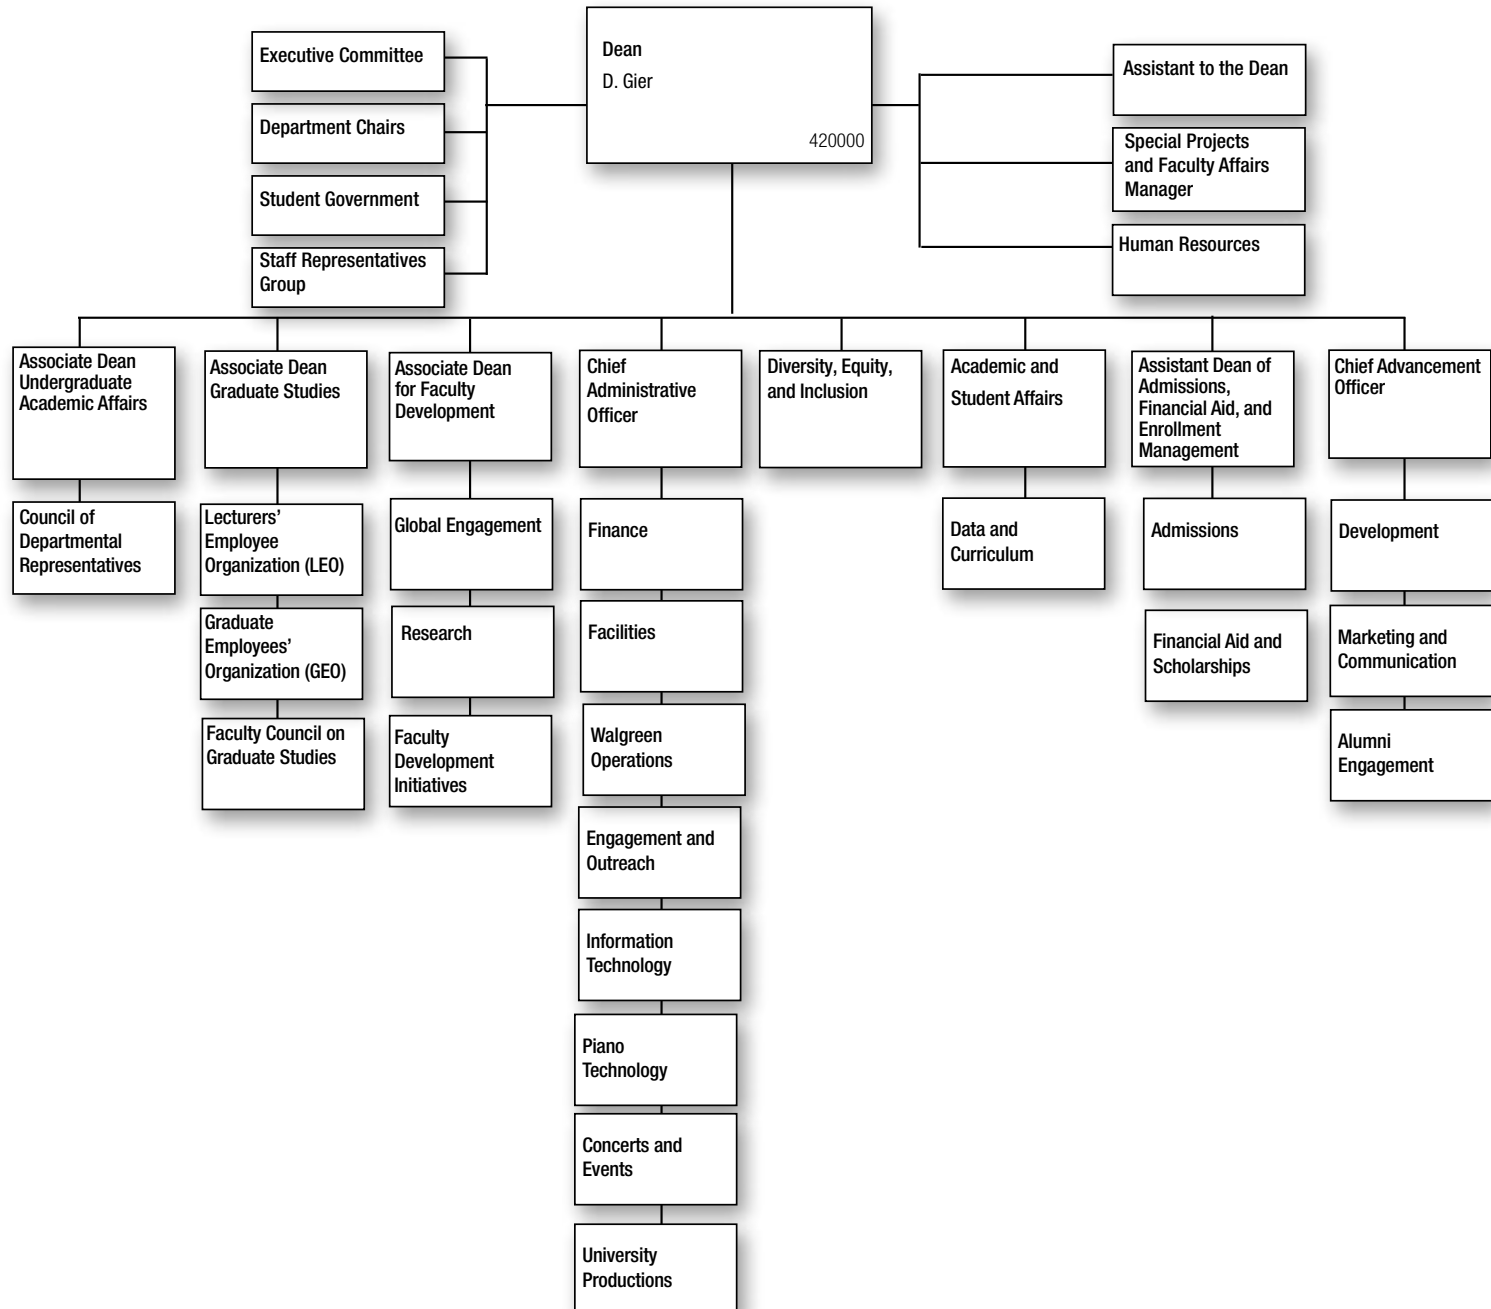 Executive Committee
Department Chairs
Student Government
Staff Representatives
Group
Dean
D. Gier
420000
Assistant to the Dean
Special Projects
and Faculty Affairs
Manager
Human Resources
Associate Dean
Undergraduate
Academic Affairs
Council of
Departmental
Representatives
Associate Dean
Graduate Studies
Lecturers’
Employee
Organization (LEO)
Graduate
Employees’
Organization (GEO)
Faculty Council on
Graduate Studies
Associate Dean
for Faculty
Development
Global Engagement
Research
Faculty
Development
Initiatives
Chief
Administrative
Officer
Finance
Facilities
Walgreen
Operations
Engagement and
Outreach
Information
Technology
Piano
Technology
Concerts and
Events
University
Productions
Diversity, Equity,
and Inclusion
Academic and
Student Affairs
Data and
Curriculum
Assistant Dean of
Admissions,
Financial Aid, and
Enrollment
Management
Admissions
Financial Aid and
Scholarships
Chief Advancement
Officer
Development
Marketing and
Communication
Alumni
Engagement